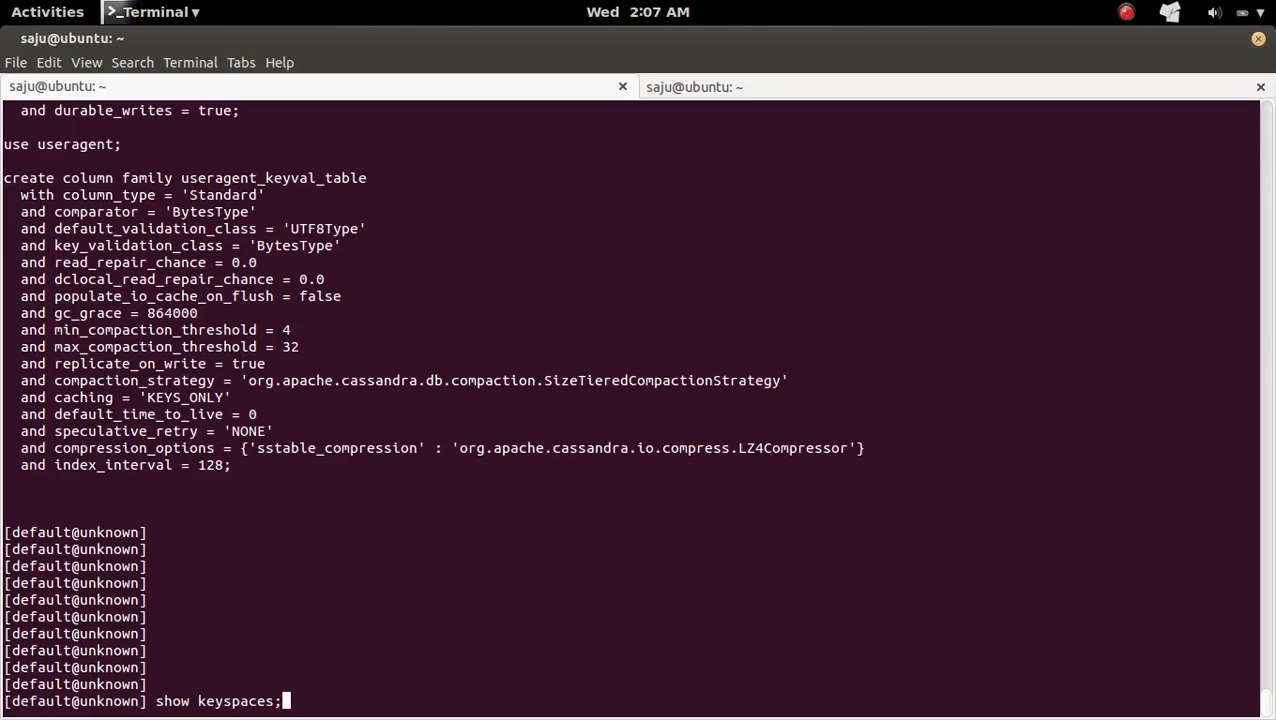 Activities >_Terminal ▾ Wed 2:07 AM
saju@ubuntu: ~
File Edit View Search Terminal Tabs Help
saju@ubuntu: ~ saju@ubuntu: ~
  and durable_writes = true;
use useragent;
create column family useragent_keyval_table
  with column_type = 'Standard'
  and comparator = 'BytesType'
  and default_validation_class = 'UTF8Type'
  and key_validation_class = 'BytesType'
  and read_repair_chance = 0.0
  and dclocal_read_repair_chance = 0.0
  and populate_io_cache_on_flush = false
  and gc_grace = 864000
  and min_compaction_threshold = 4
  and max_compaction_threshold = 32
  and replicate_on_write = true
  and compaction_strategy = 'org.apache.cassandra.db.compaction.SizeTieredCompactionStrategy'
  and caching = 'KEYS_ONLY'
  and default_time_to_live = 0
  and speculative_retry = 'NONE'
  and compression_options = {'sstable_compression' : 'org.apache.cassandra.io.compress.LZ4Compressor'}
  and index_interval = 128;
[default@unknown]
[default@unknown]
[default@unknown]
[default@unknown]
[default@unknown]
[default@unknown]
[default@unknown]
[default@unknown]
[default@unknown]
[default@unknown]
[default@unknown] show keyspaces;